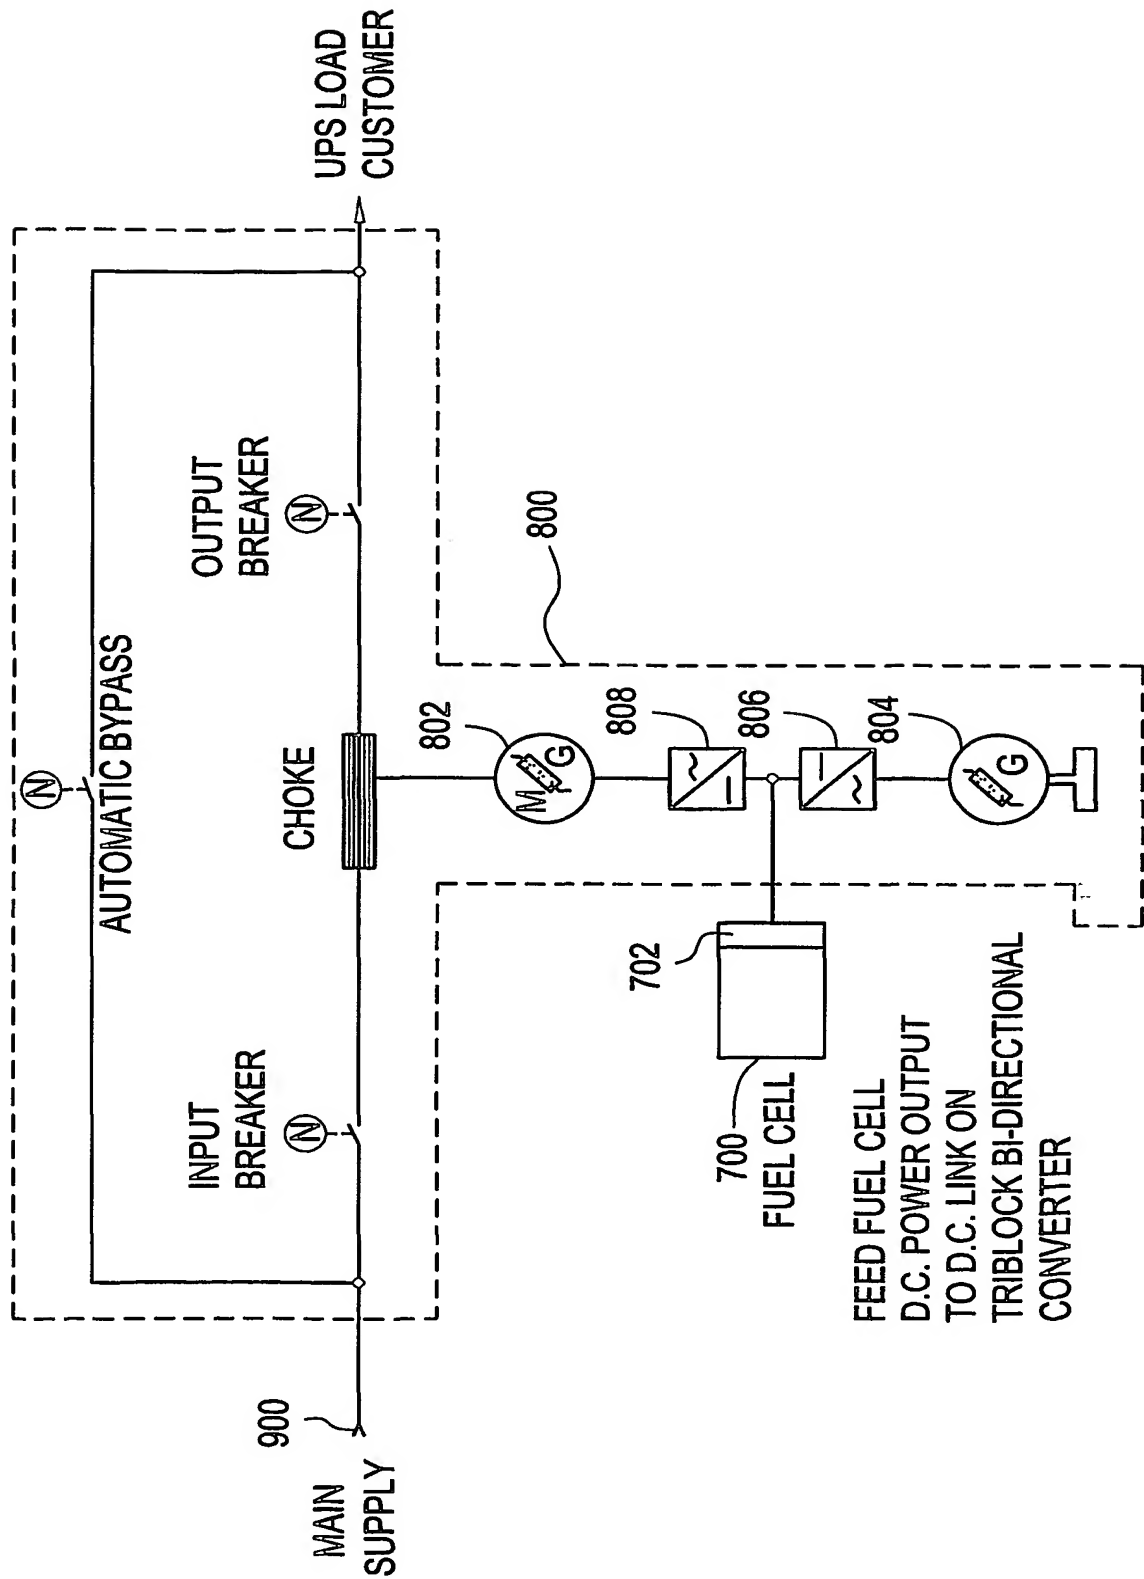 AUTOMATIC BYPASS
N
INPUT
BREAKER
N
OUTPUT
BREAKER
N
CHOKE
MAIN
SUPPLY
900
UPS LOAD
CUSTOMER
802
M
G
808
806
804
G
800
702
700
FUEL CELL
FEED FUEL CELL
D.C. POWER OUTPUT
TO D.C. LINK ON
TRIBLOCK BI-DIRECTIONAL
CONVERTER